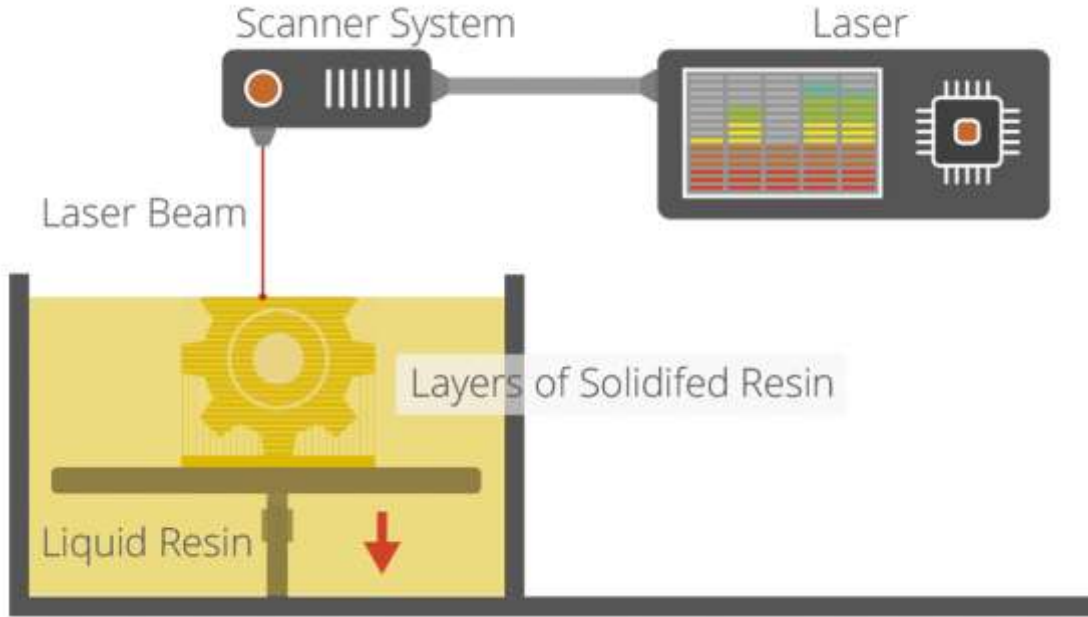 Scanner System
Laser
Laser Beam
Layers of Solidifed Resin
Liquid Resin